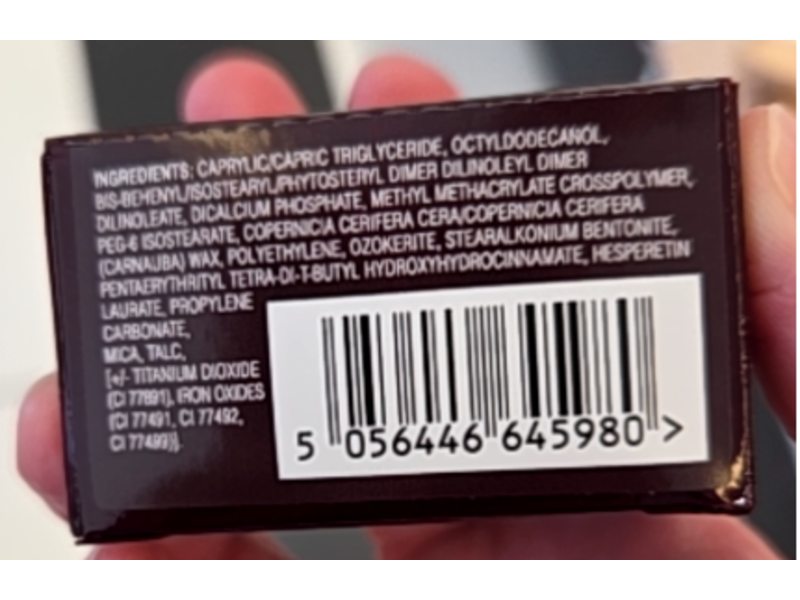 INGREDIENTS: CAPRYLIC/CAPRIC TRIGLYCERIDE, OCTYLDODECANOL,
BIS-BEHENYL/ISOSTEARYL/PHYTOSTERYL DIMER DILINOLEYL DIMER
DILINOLEATE, DICALCIUM PHOSPHATE, METHYL METHACRYLATE CROSSPOLYMER,
PEG-6 ISOSTEARATE, COPERNICIA CERIFERA CERA/COPERNICIA CERIFERA
(CARNAUBA) WAX, POLYETHYLENE, OZOKERITE, STEARALKONIUM BENTONITE,
PENTAERYTHRITYL TETRA-DI-T-BUTYL HYDROXYHYDROCINNAMATE, HESPERETIN
LAURATE, PROPYLENE
CARBONATE,
MICA, TALC,
[+/- TITANIUM DIOXIDE
(CI 77891), IRON OXIDES
(CI 77491, CI 77492,
CI 77499)].
5 056446 645980 >